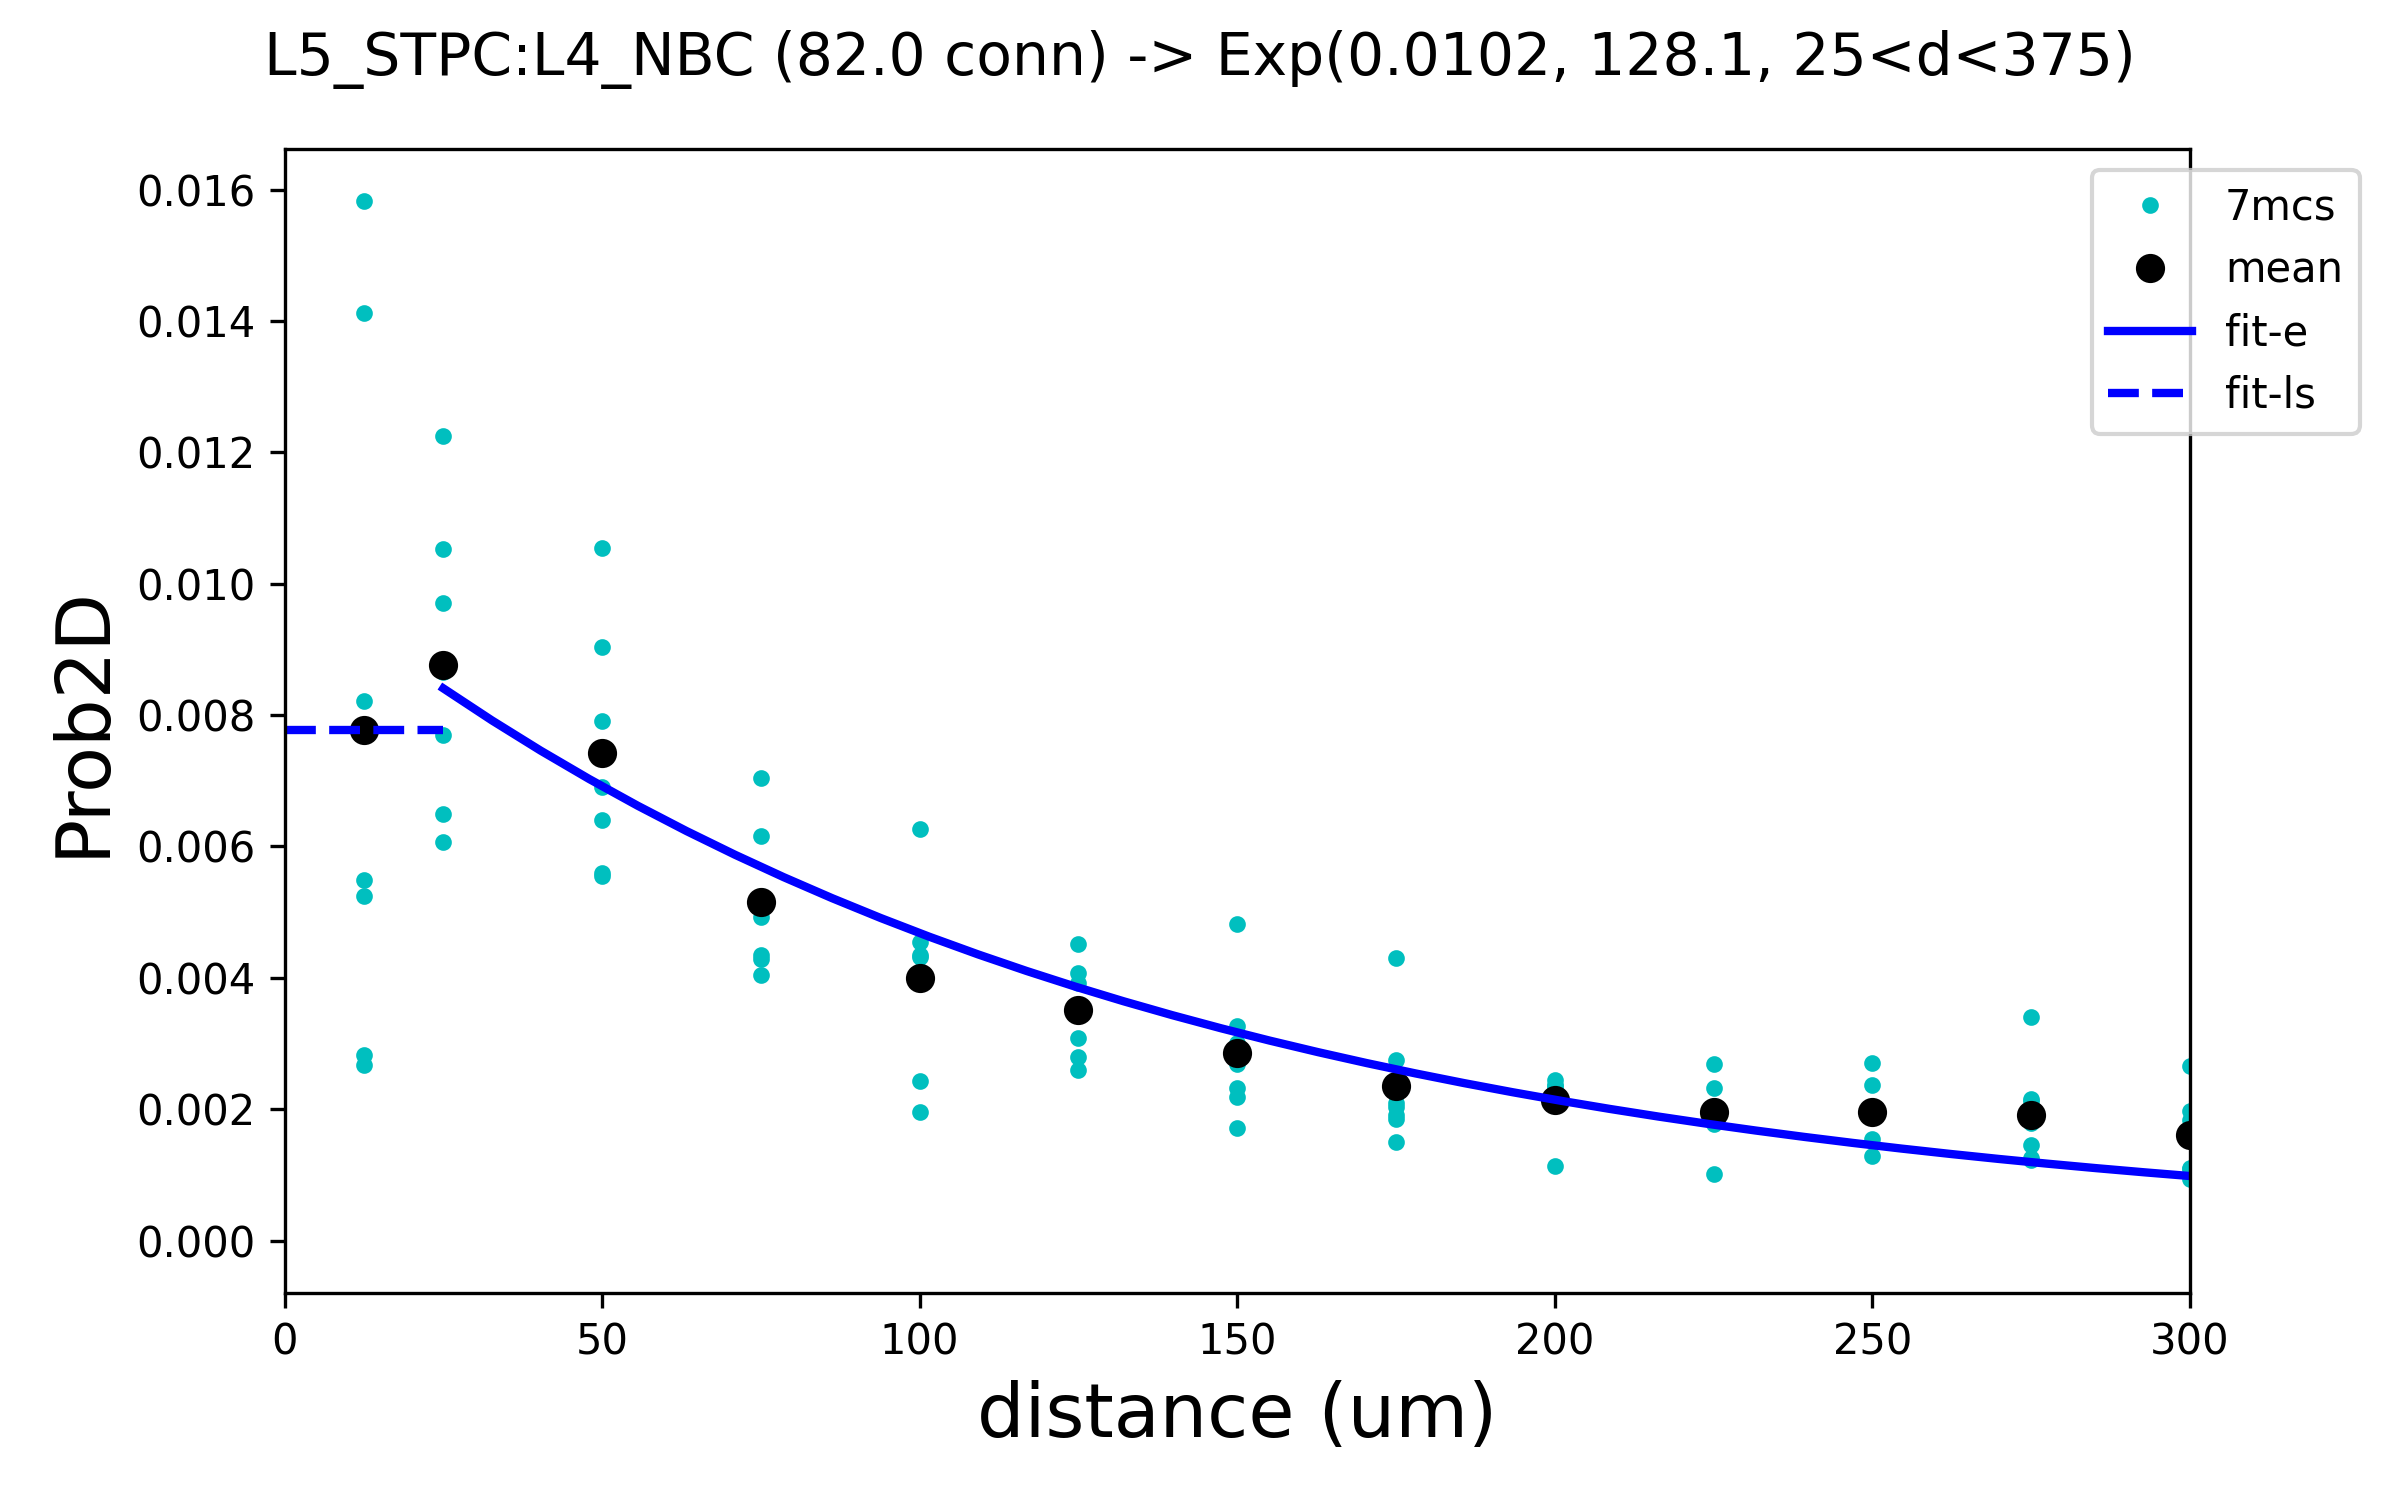 L5_STPC:L4_NBC (82.0 conn) -> Exp(0.0102, 128.1, 25<d<375)
7mcs
mean
fit-e
fit-ls
Prob2D
0.016
0.014
0.012
0.010
0.008
0.006
0.004
0.002
0.000
0 50 100 150 200 250 300
distance (um)